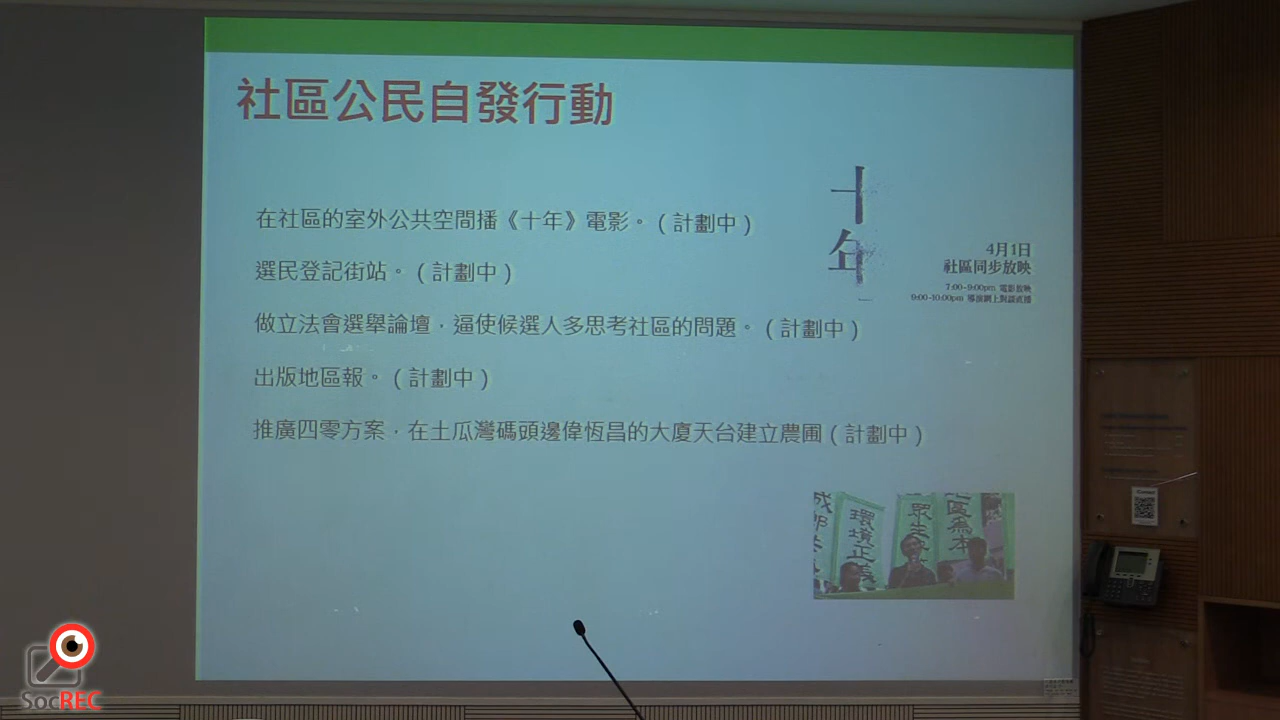 社區公民自發行動
在社區的室外公共空間播《十年》電影。(計劃中)
選民登記街站。(計劃中)
做立法會選舉論壇，逼使候選人多思考社區的問題。(計劃中)
出版地區報。(計劃中)
推廣四零方案，在土瓜灣碼頭邊偉恆昌的大廈天台建立農圃(計劃中)
十年
4月1日
社區同步放映
7:00-9:00pm 電影放映
9:00-10:00pm 導演網上對談直播
環境正義
眾生
區為本
SocREC